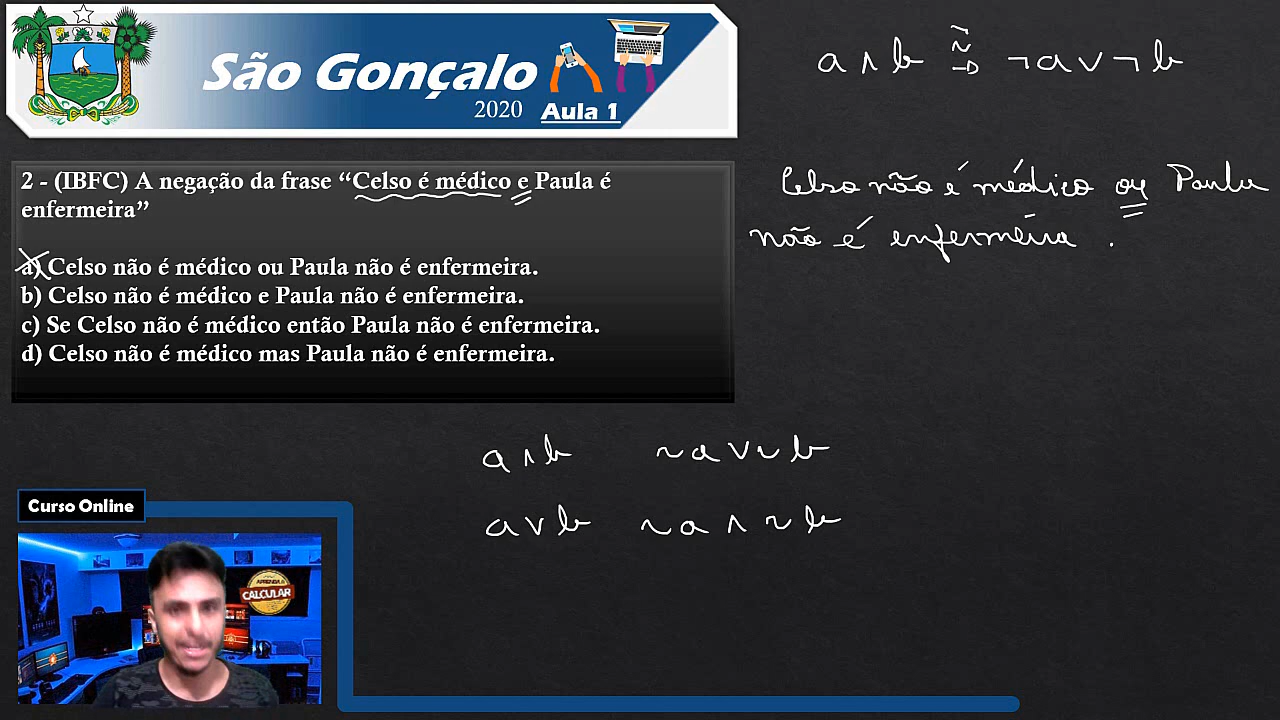 São Gonçalo
2020 Aula 1
a ∧ b ~ → ¬a ∨ ¬b
2 - (IBFC) A negação da frase “Celso é médico e Paula é
enfermeira”
a) Celso não é médico ou Paula não é enfermeira.
b) Celso não é médico e Paula não é enfermeira.
c) Se Celso não é médico então Paula não é enfermeira.
d) Celso não é médico mas Paula não é enfermeira.
Celso não é médico ou Paula
não é enfermeira .
a ∧ b ~a ∨ ~b
a ∨ b ~a ∧ ~b
Curso Online
APRENDA A
CALCULAR